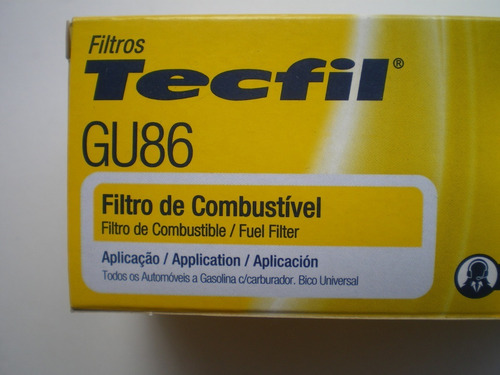 Filtros
Tecfil®
GU86
Filtro de Combustível
Filtro de Combustible / Fuel Filter
Aplicação / Application / Aplicación
Todos os Automóveis a Gasolina c/carburador. Bico Universal